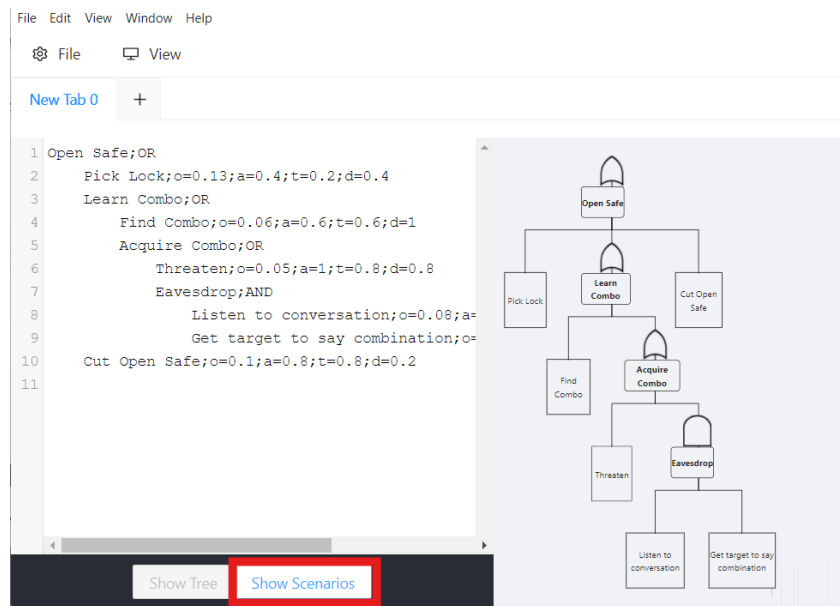 File Edit View Window Help
File View
New Tab 0 +
1 Open Safe;OR
2 Pick Lock;o=0.13;a=0.4;t=0.2;d=0.4
3 Learn Combo;OR
4 Find Combo;o=0.06;a=0.6;t=0.6;d=1
5 Acquire Combo;OR
6 Threaten;o=0.05;a=1;t=0.8;d=0.8
7 Eavesdrop;AND
8 Listen to conversation;o=0.08;a=
9 Get target to say combination;o=
10 Cut Open Safe;o=0.1;a=0.8;t=0.8;d=0.2
11
Show Tree Show Scenarios
Open Safe
Pick Lock
Learn
Combo
Cut Open
Safe
Find
Combo
Acquire
Combo
Threaten
Eavesdrop
Listen to
conversation
Get target to say
combination